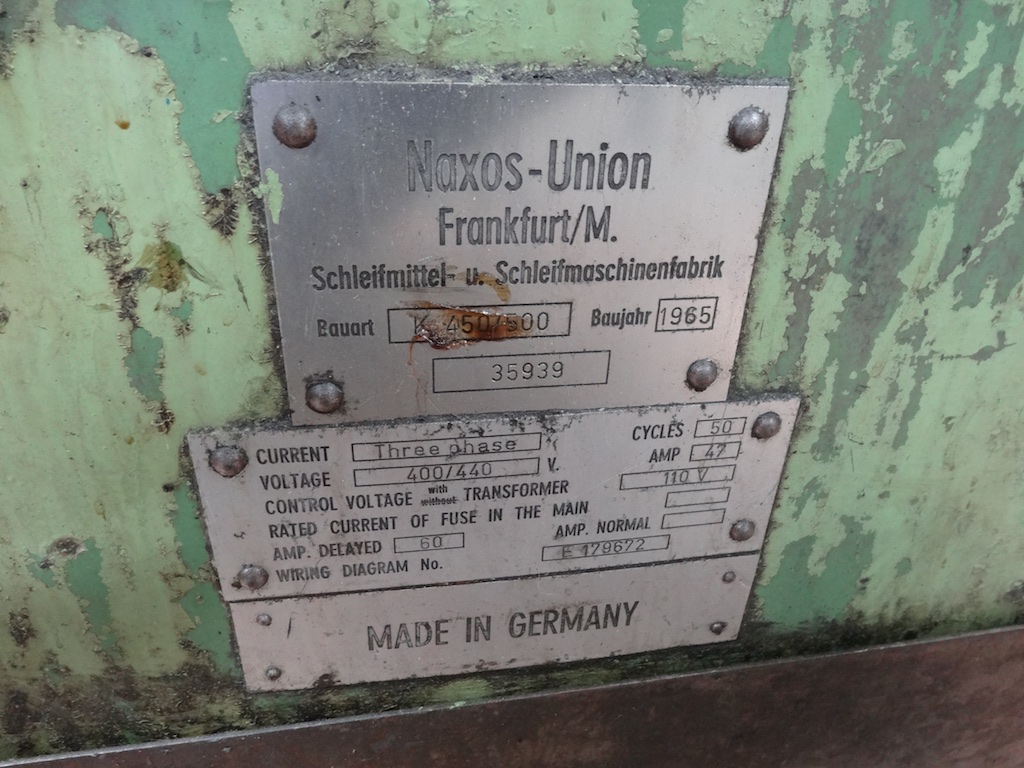 Naxos-Union
Frankfurt/M.
Schleifmittel- u. Schleifmaschinenfabrik
Bauart K 450/500 Baujahr 1965
35939
CURRENT Three phase CYCLES 50
VOLTAGE 400/440 V. AMP 47
CONTROL VOLTAGE with without TRANSFORMER 110 V
RATED CURRENT OF FUSE IN THE MAIN
AMP. DELAYED 60 AMP. NORMAL
WIRING DIAGRAM No. E 179672
MADE IN GERMANY